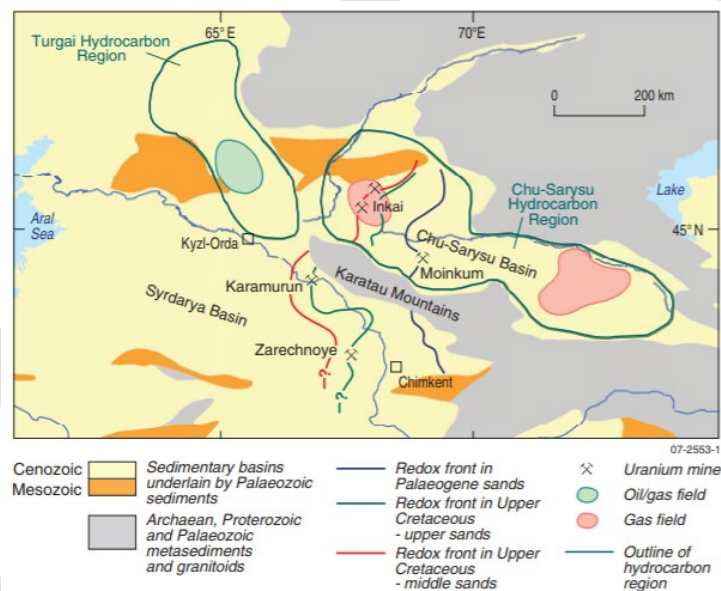 65° E
70° E
Turgai Hydrocarbon
Region
0
200 km
Chu-Sarysu
Hydrocarbon
Region
Lake
Inkai
Aral
Sea
45° N
Kyzl-Orda
Chu-Sarysu
Basin
Moinkum
Karamurun
Karatau Mountains
Syrdarya Basin
Zarechnoye
Chimkent
-?-
-?-
07-2553-1
Cenozoic
Mesozoic
Sedimentary basins
underlain by Palaeozoic
sediments
Archaean, Proterozoic
and Palaeozoic
metasediments
and granitoids
Redox front in
Palaeogene sands
Redox front in Upper
Cretaceous
- upper sands
Redox front in Upper
Cretaceous
- middle sands
Uranium mine
Oil/gas field
Gas field
Outline of
hydrocarbon
region